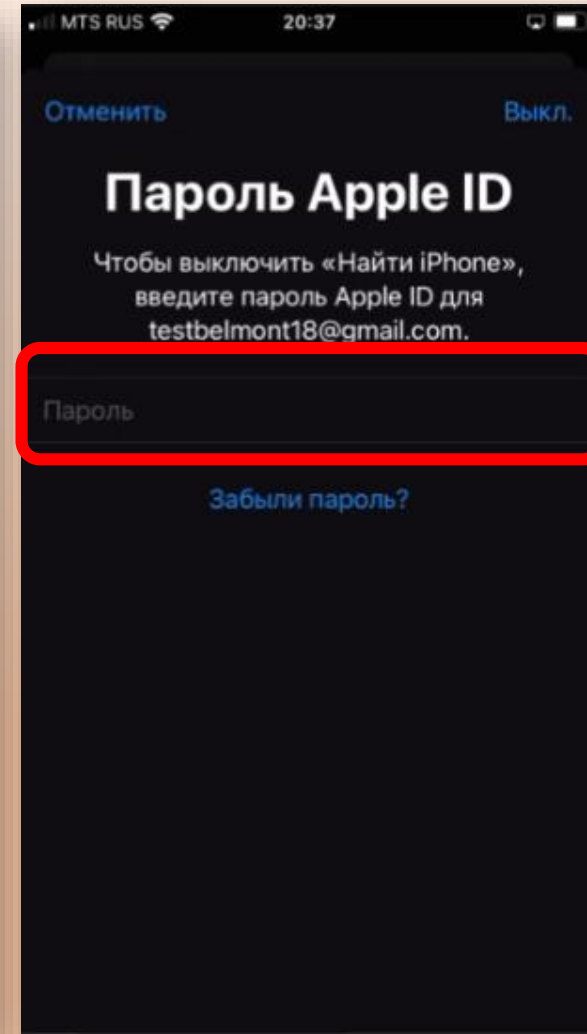 MTS RUS 20:37
Отменить Выкл.
Пароль Apple ID
Чтобы выключить «Найти iPhone»,
введите пароль Apple ID для
testbelmont18@gmail.com.
Пароль
Забыли пароль?